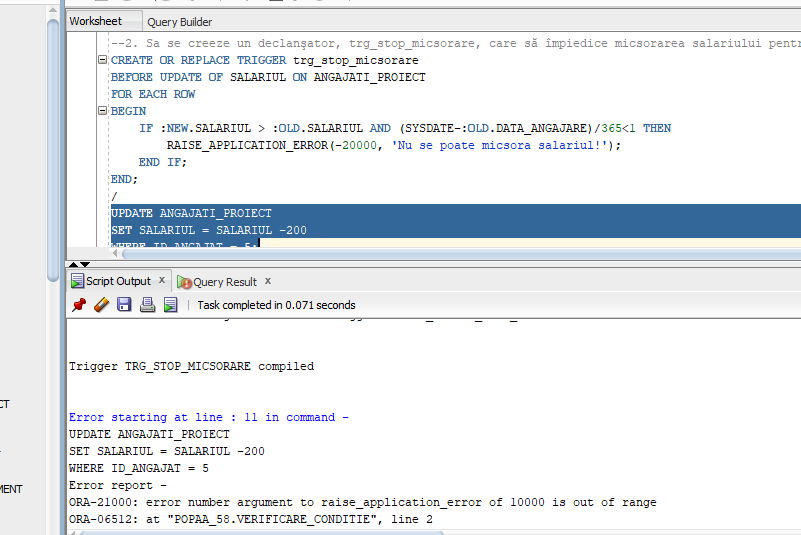 Worksheet Query Builder
--2. Sa se creeze un declanşator, trg_stop_micsorare, care să împiedice micsorarea salariului pent
CREATE OR REPLACE TRIGGER trg_stop_micsorare
BEFORE UPDATE OF SALARIUL ON ANGAJATI_PROIECT
FOR EACH ROW
BEGIN
IF :NEW.SALARIUL > :OLD.SALARIUL AND (SYSDATE-:OLD.DATA_ANGAJARE)/365<1 THEN
RAISE_APPLICATION_ERROR(-20000, 'Nu se poate micsora salariul!');
END IF;
END;
/
UPDATE ANGAJATI_PROIECT
SET SALARIUL = SALARIUL -200
WHERE ID_ANGAJAT = 5;
Script Output x Query Result x
Task completed in 0.071 seconds
Trigger TRG_STOP_MICSORARE compiled
Error starting at line : 11 in command -
UPDATE ANGAJATI_PROIECT
SET SALARIUL = SALARIUL -200
WHERE ID_ANGAJAT = 5
Error report -
ORA-21000: error number argument to raise_application_error of 10000 is out of range
ORA-06512: at "POPAA_58.VERIFICARE_CONDITIE", line 2
CT
MENT